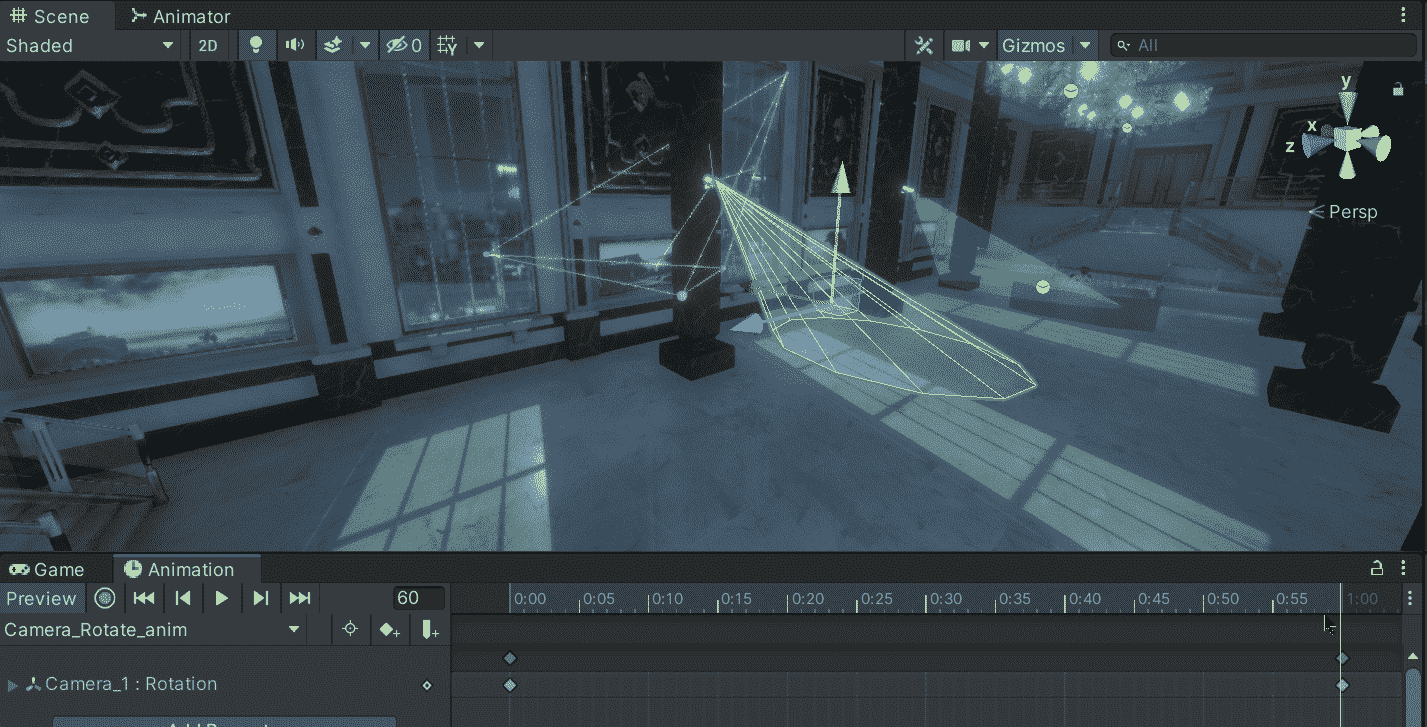 Scene Animator
Shaded 2D 0 Gizmos All
y
x
z
Persp
Game Animation
Preview 60 0:00 0:05 0:10 0:15 0:20 0:25 0:30 0:35 0:40 0:45 0:50 0:55 1:00
Camera_Rotate_anim
Camera_1 : Rotation